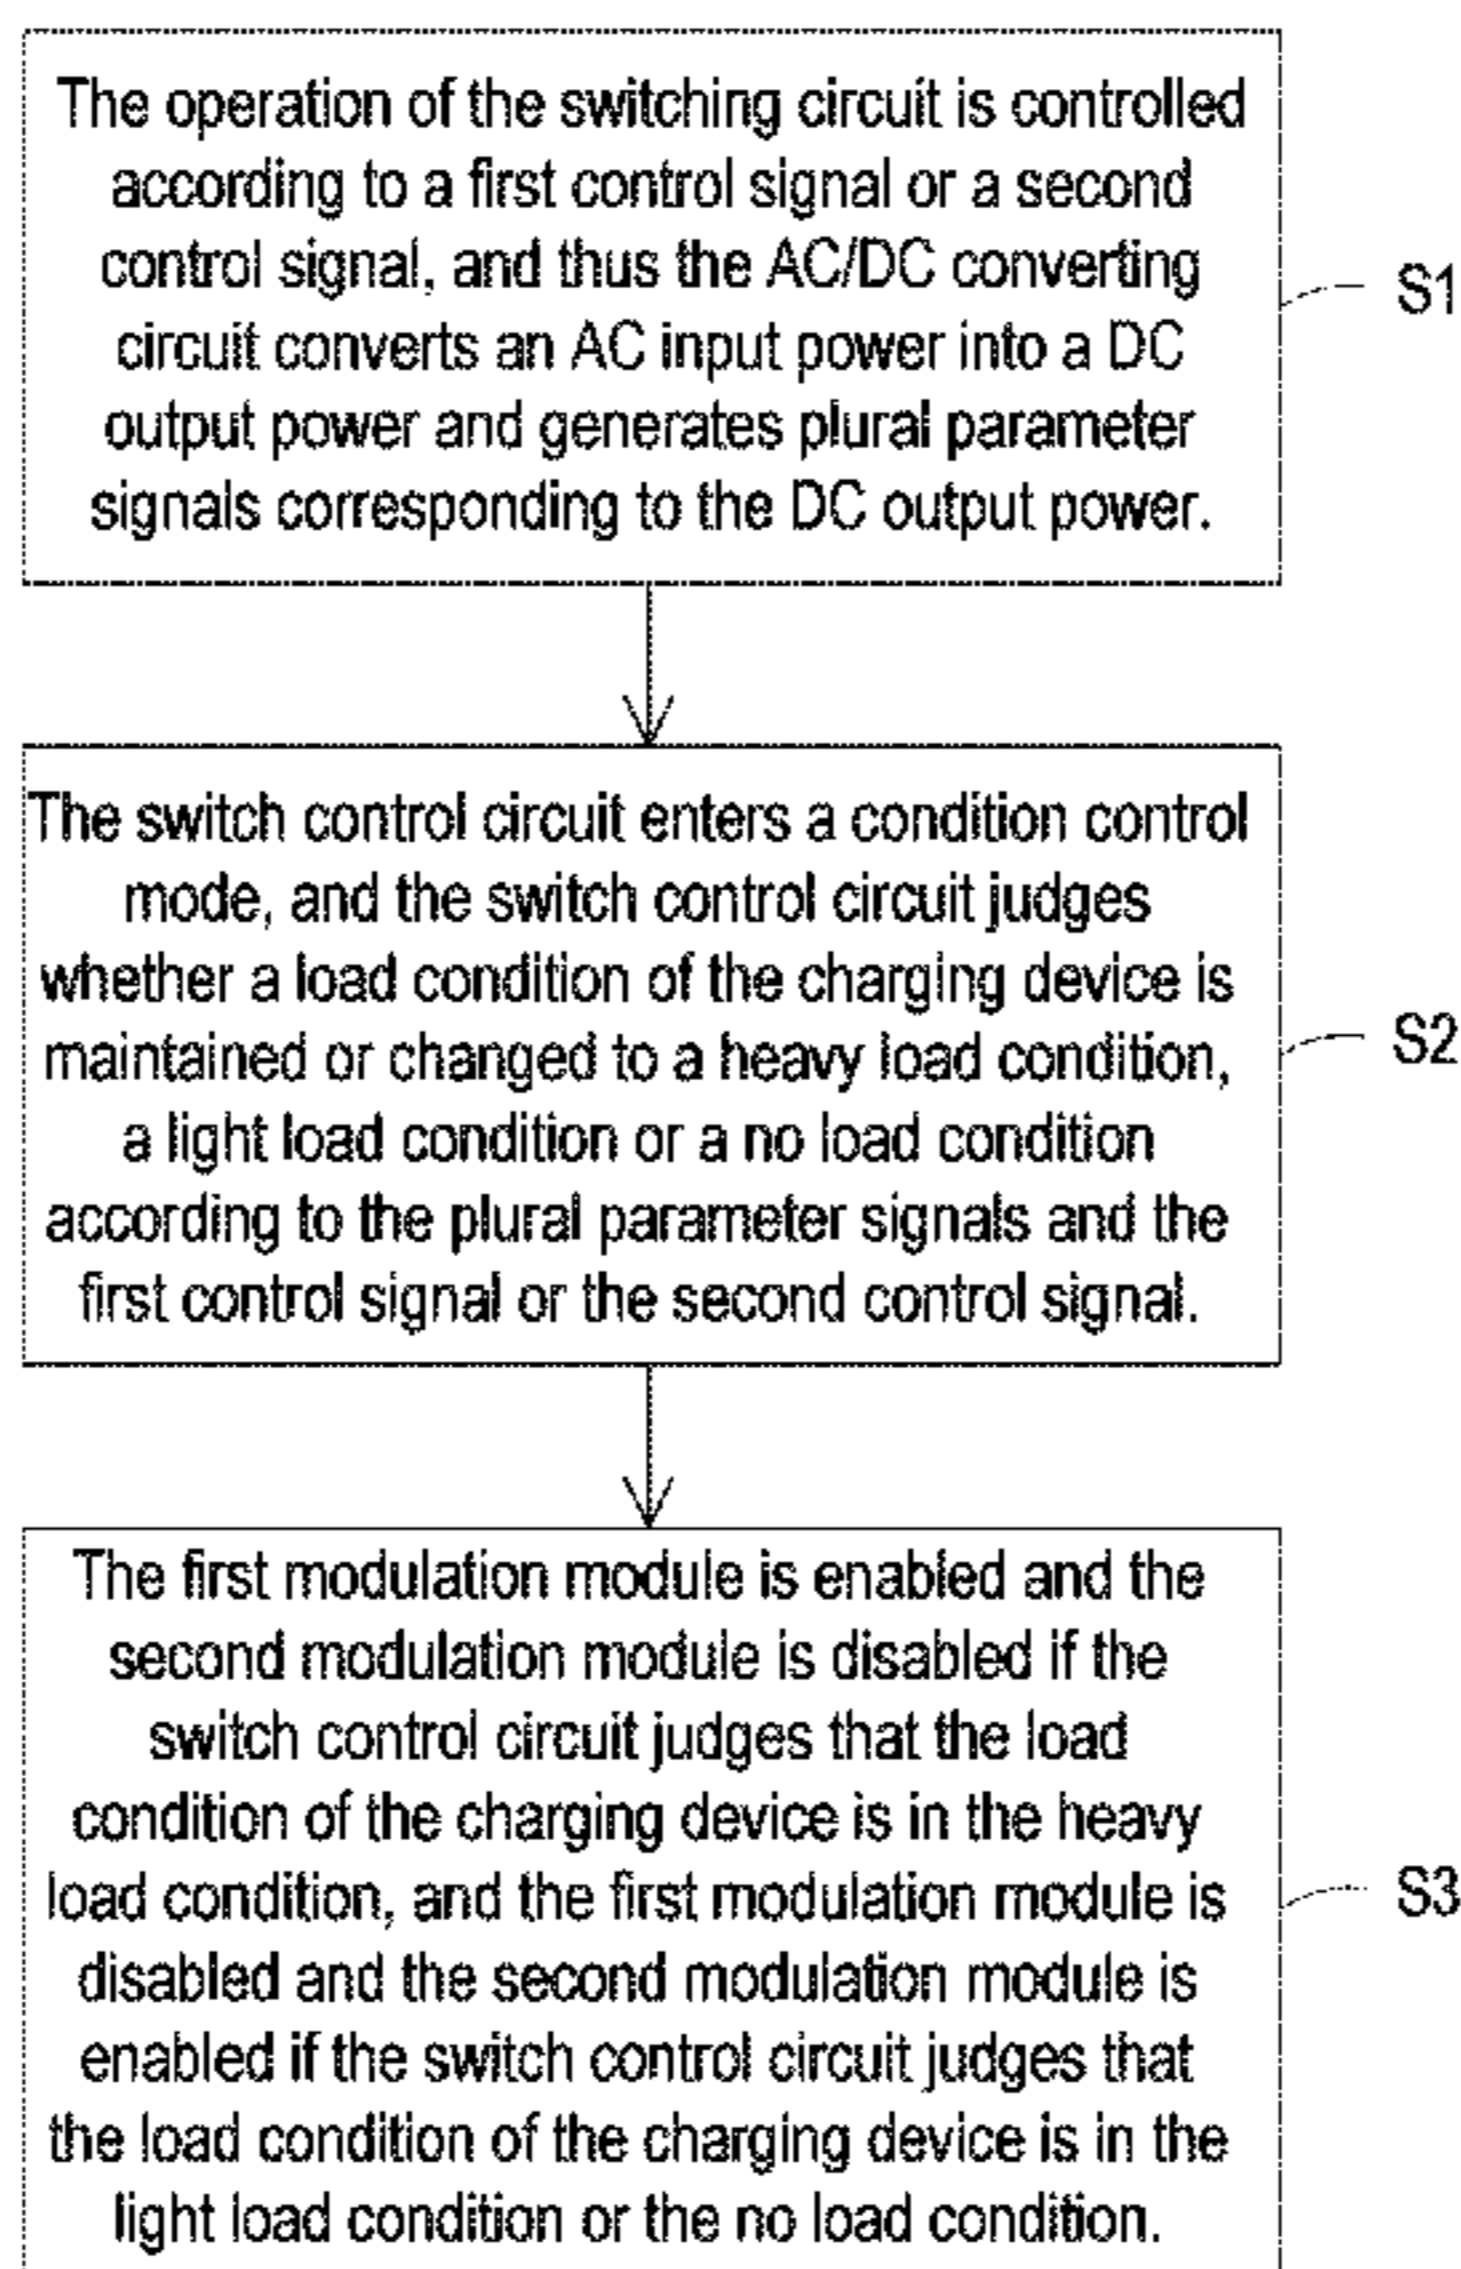 The operation of the switching circuit is controlled
according to a first control signal or a second
control signal, and thus the AC/DC converting
circuit converts an AC input power into a DC
output power and generates plural parameter
signals corresponding to the DC output power.
S1
The switch control circuit enters a condition control
mode, and the switch control circuit judges
whether a load condition of the charging device is
maintained or changed to a heavy load condition,
a light load condition or a no load condition
according to the plural parameter signals and the
first control signal or the second control signal.
S2
The first modulation module is enabled and the
second modulation module is disabled if the
switch control circuit judges that the load
condition of the charging device is in the heavy
load condition, and the first modulation module is
disabled and the second modulation module is
enabled if the switch control circuit judges that
the load condition of the charging device is in the
light load condition or the no load condition.
S3